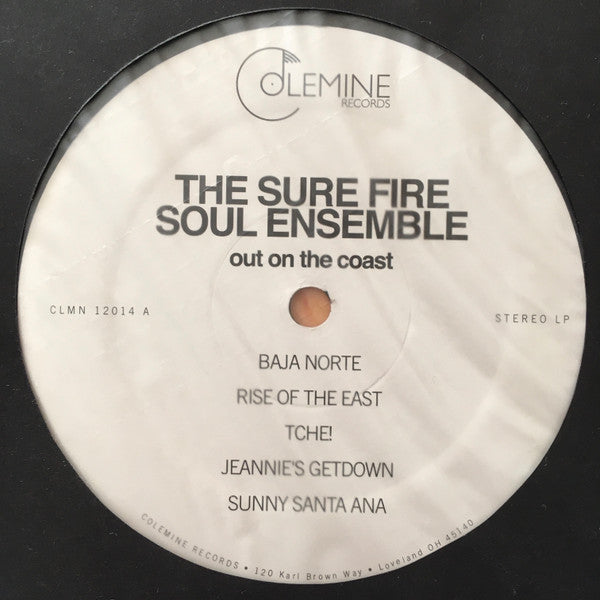 COLEMINE
RECORDS
THE SURE FIRE
SOUL ENSEMBLE
out on the coast
CLMN 12014 A
STEREO LP
BAJA NORTE
RISE OF THE EAST
TCHE!
JEANNIE'S GETDOWN
SUNNY SANTA ANA
COLEMINE RECORDS • 120 Karl Brown Way • Loveland OH 45140